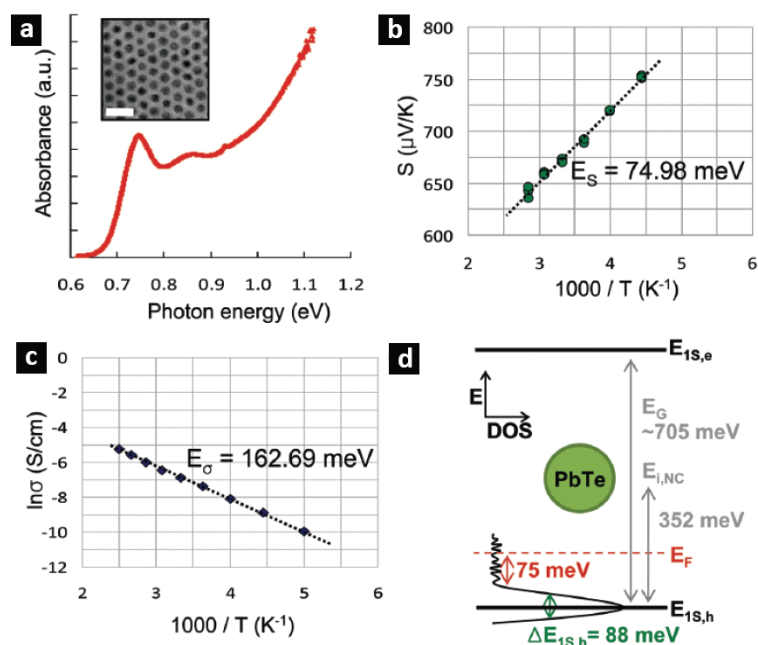 a
Absorbance (a.u.)
0.6 0.7 0.8 0.9 1.0 1.1 1.2
Photon energy (eV)
b
S (µV/K)
800
750
700
650
600
E_S = 74.98 meV
2 3 4 5 6
1000 / T (K⁻¹)
c
lnσ (S/cm)
0
-2
-4
-6
-8
-10
-12
E_σ = 162.69 meV
2 3 4 5 6
1000 / T (K⁻¹)
d
E_1S,e
E
DOS
E_G
~705 meV
PbTe
E_i,NC
352 meV
E_F
75 meV
E_1S,h
ΔE_1S,h = 88 meV